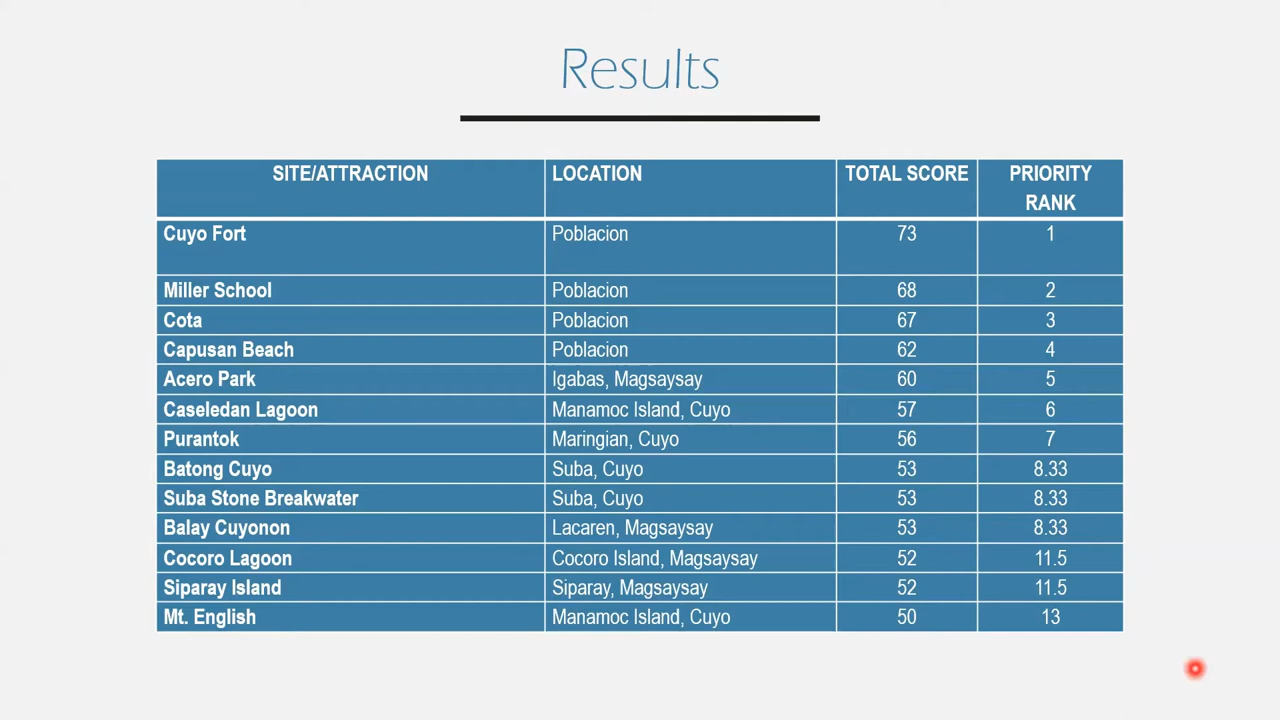 Results
SITE/ATTRACTION LOCATION TOTAL SCORE PRIORITY RANK
Cuyo Fort Poblacion 73 1
Miller School Poblacion 68 2
Cota Poblacion 67 3
Capusan Beach Poblacion 62 4
Acero Park Igabas, Magsaysay 60 5
Caseledan Lagoon Manamoc Island, Cuyo 57 6
Purantok Maringian, Cuyo 56 7
Batong Cuyo Suba, Cuyo 53 8.33
Suba Stone Breakwater Suba, Cuyo 53 8.33
Balay Cuyonon Lacaren, Magsaysay 53 8.33
Cocoro Lagoon Cocoro Island, Magsaysay 52 11.5
Siparay Island Siparay, Magsaysay 52 11.5
Mt. English Manamoc Island, Cuyo 50 13